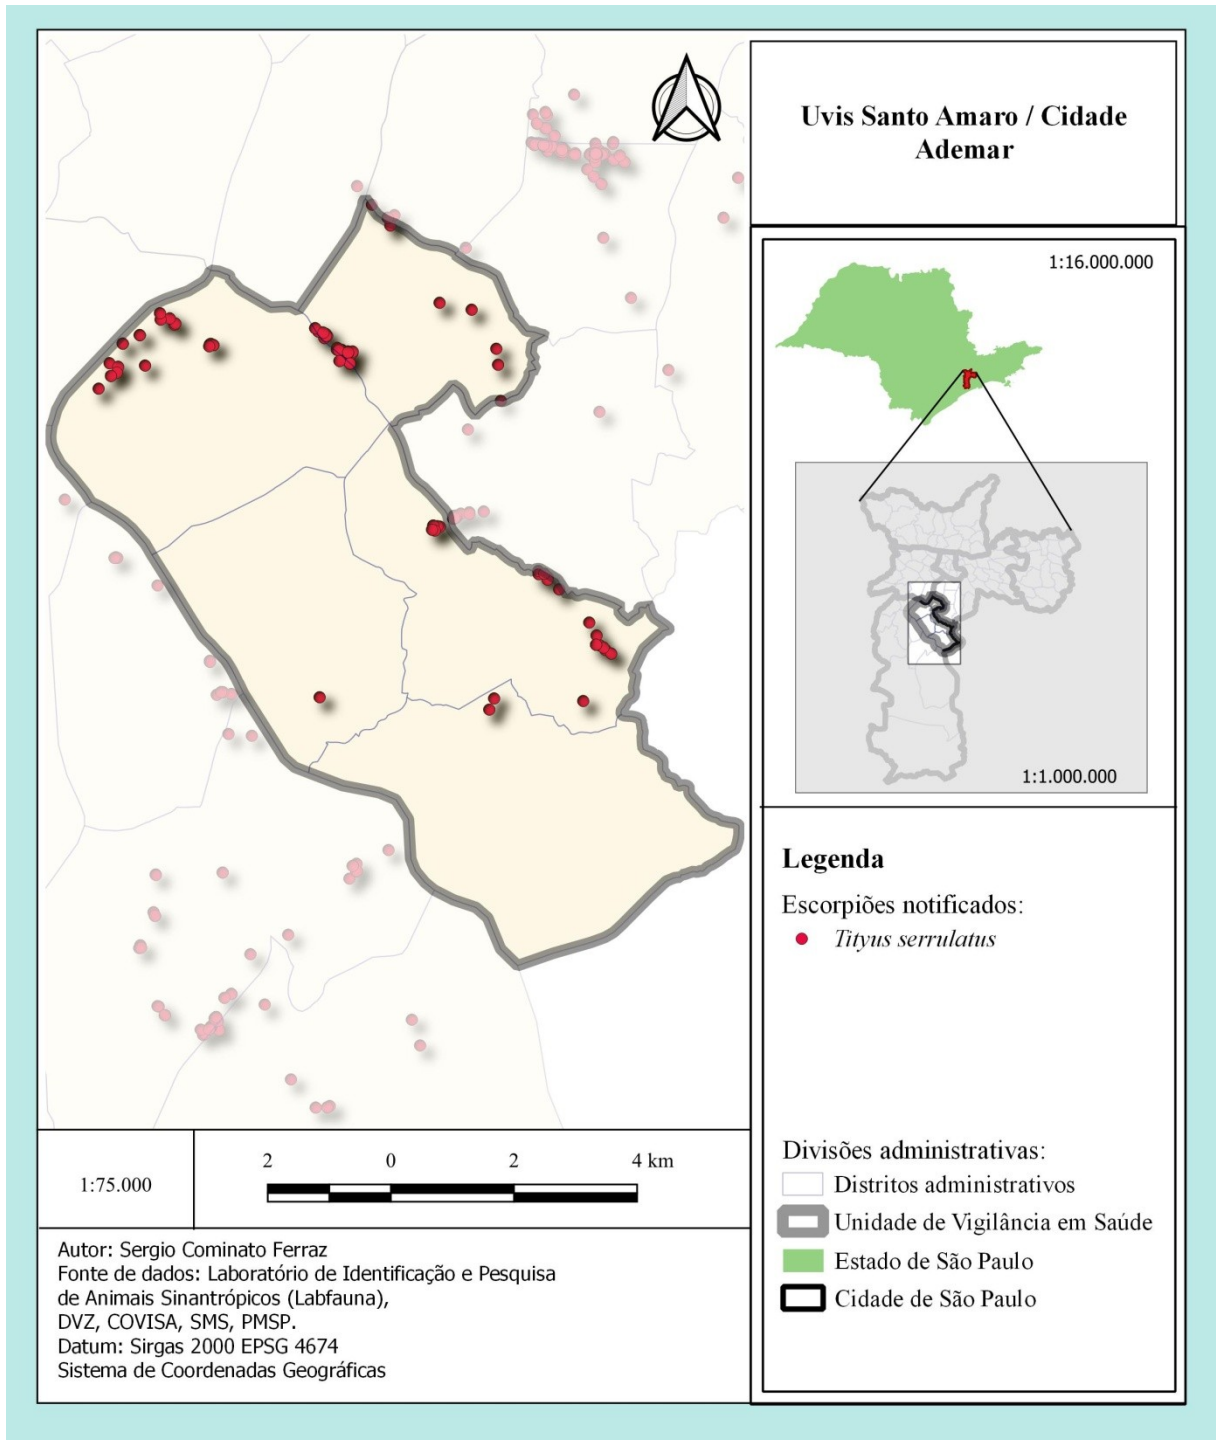 Uvis Santo Amaro / Cidade
Ademar
1:16.000.000
1:1.000.000
Legenda
Escorpiões notificados:
Tityus serrulatus
Divisões administrativas:
Distritos administrativos
Unidade de Vigilância em Saúde
Estado de São Paulo
Cidade de São Paulo
1:75.000
2 0 2 4 km
Autor: Sergio Cominato Ferraz
Fonte de dados: Laboratório de Identificação e Pesquisa
de Animais Sinantrópicos (Labfauna),
DVZ, COVISA, SMS, PMSP.
Datum: Sirgas 2000 EPSG 4674
Sistema de Coordenadas Geográficas